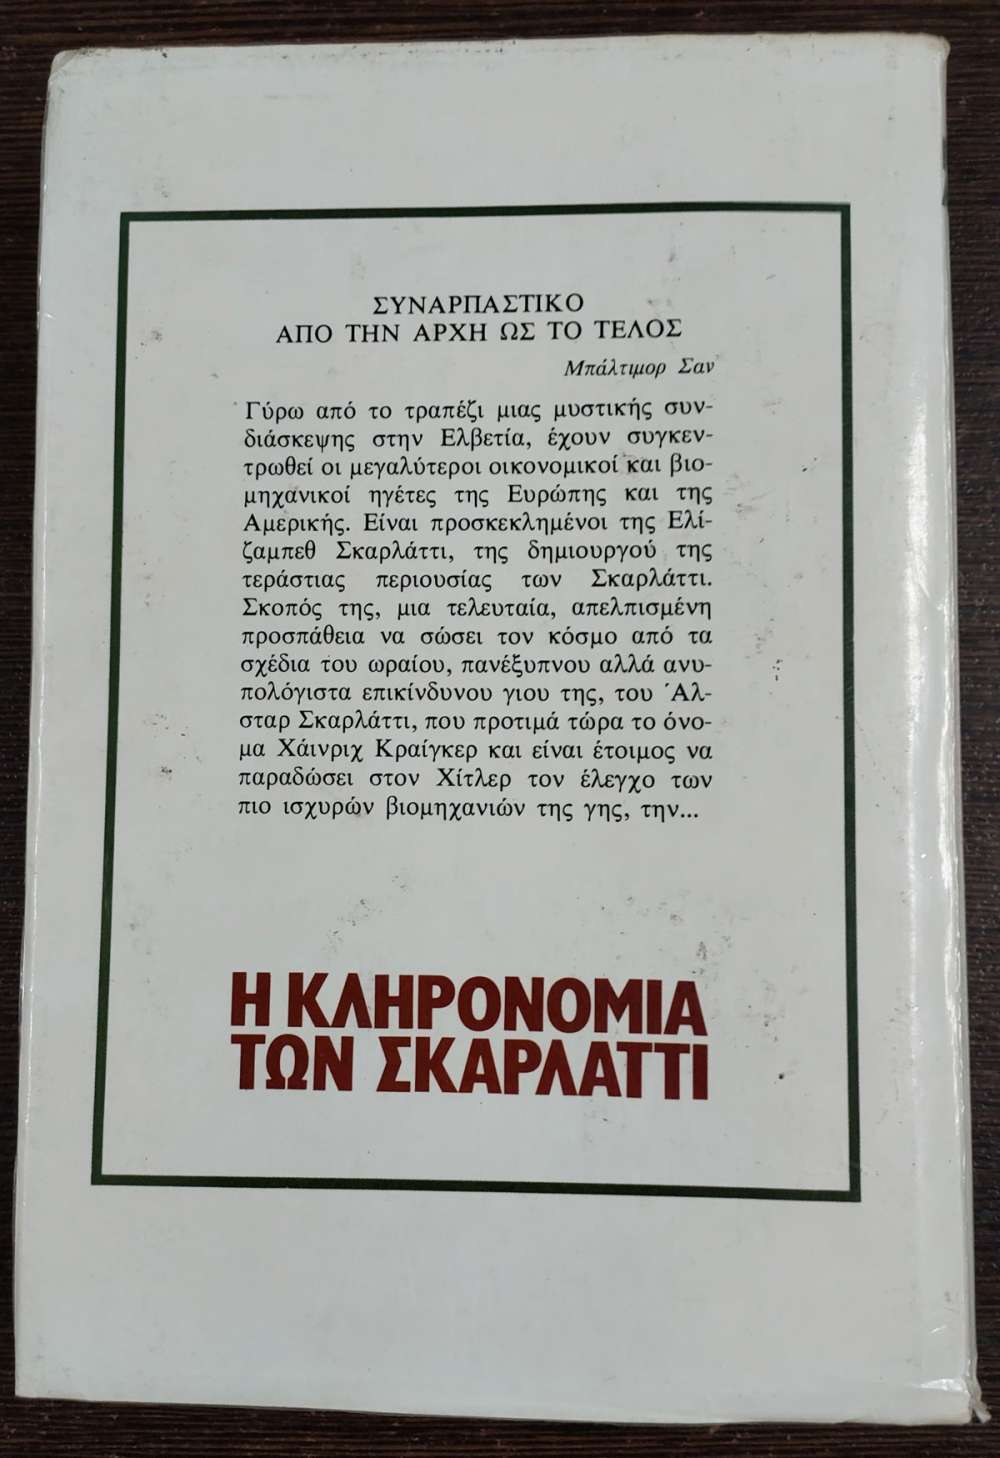 ΣΥΝΑΡΠΑΣΤΙΚΟ
ΑΠΟ ΤΗΝ ΑΡΧΗ ΩΣ ΤΟ ΤΕΛΟΣ
Μπάλτιμορ Σαν
Γύρω από το τραπέζι μιας μυστικής συν-
διάσκεψης στην Ελβετία, έχουν συγκεν-
τρωθεί οι μεγαλύτεροι οικονομικοί και βιο-
μηχανικοί ηγέτες της Ευρώπης και της
Αμερικής. Είναι προσκεκλημένοι της Ελί-
ζαμπεθ Σκαρλάττι, της δημιουργού της
τεράστιας περιουσίας των Σκαρλάττι.
Σκοπός της, μια τελευταία, απελπισμένη
προσπάθεια να σώσει τον κόσμο από τα
σχέδια του ωραίου, πανέξυπνου αλλά ανυ-
πολόγιστα επικίνδυνου γιου της, του Άλ-
σταρ Σκαρλάττι, που προτιμά τώρα το όνο-
μα Χάινριχ Κραίγκερ και είναι έτοιμος να
παραδώσει στον Χίτλερ τον έλεγχο των
πιο ισχυρών βιομηχανιών της γης, την...
Η ΚΛΗΡΟΝΟΜΙΑ
ΤΩΝ ΣΚΑΡΛΑΤΤΙ